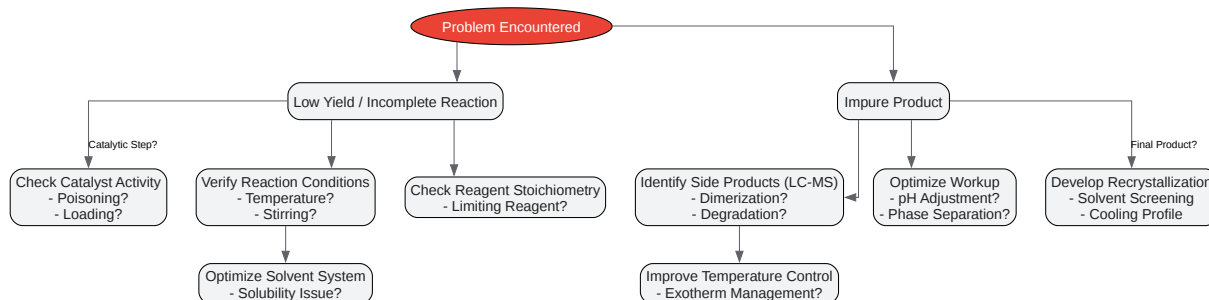 Problem Encountered
Low Yield / Incomplete Reaction
Impure Product
Catalytic Step?
Final Product?
Check Catalyst Activity
- Poisoning?
- Loading?
Verify Reaction Conditions
- Temperature?
- Stirring?
Check Reagent Stoichiometry
- Limiting Reagent?
Identify Side Products (LC-MS)
- Dimerization?
- Degradation?
Optimize Workup
- pH Adjustment?
- Phase Separation?
Develop Recrystallization
- Solvent Screening
- Cooling Profile
Optimize Solvent System
- Solubility Issue?
Improve Temperature Control
- Exotherm Management?